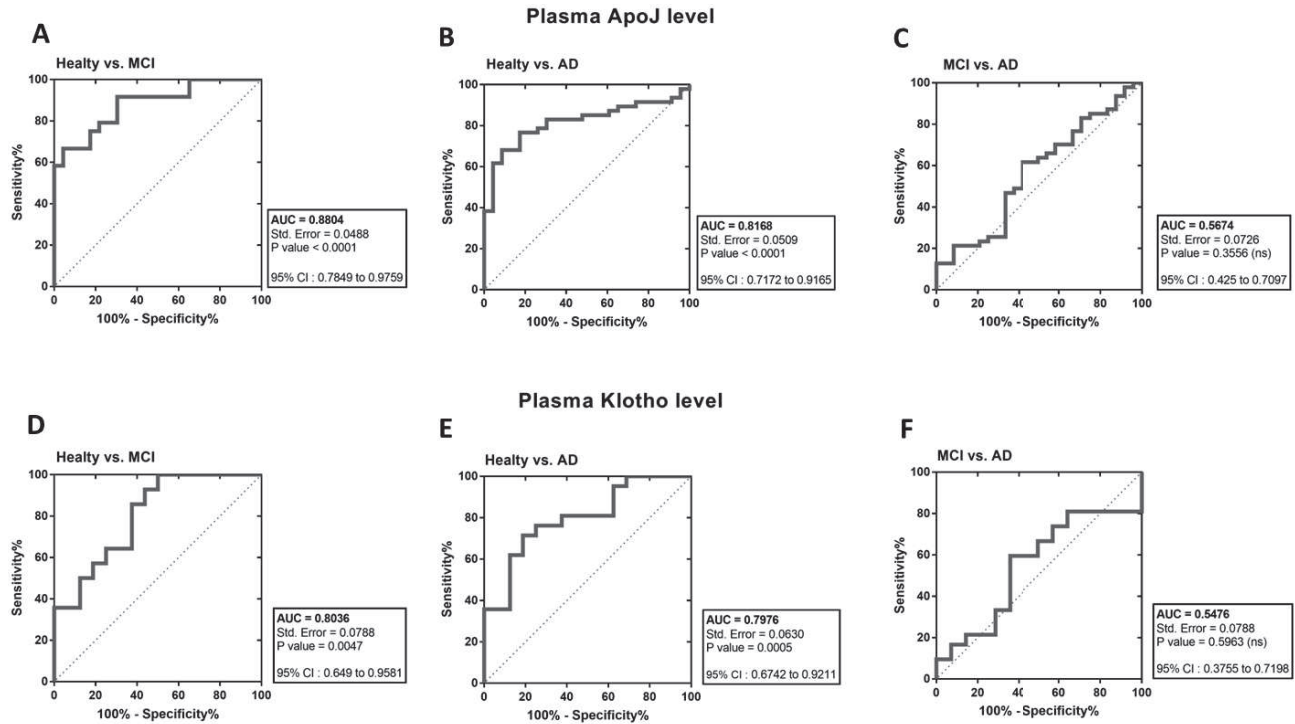 Plasma ApoJ level
A
Healty vs. MCI
100
80
60
40
20
0
Sensitivity%
0 20 40 60 80 100
100% - Specificity%
AUC = 0.8804
Std. Error = 0.0488
P value < 0.0001
95% CI : 0.7849 to 0.9759
B
Healty vs. AD
100
80
60
40
20
0
Sensitivity%
0 20 40 60 80 100
100% - Specificity%
AUC = 0.8168
Std. Error = 0.0509
P value < 0.0001
95% CI : 0.7172 to 0.9165
C
MCI vs. AD
100
80
60
40
20
0
Sensitivity%
0 20 40 60 80 100
100% - Specificity%
AUC = 0.5674
Std. Error = 0.0726
P value = 0.3556 (ns)
95% CI : 0.425 to 0.7097
Plasma Klotho level
D
Healty vs. MCI
100
80
60
40
20
0
Sensitivity%
0 20 40 60 80 100
100% - Specificity%
AUC = 0.8036
Std. Error = 0.0788
P value = 0.0047
95% CI : 0.649 to 0.9581
E
Healty vs. AD
100
80
60
40
20
0
Sensitivity%
0 20 40 60 80 100
100% - Specificity%
AUC = 0.7976
Std. Error = 0.0630
P value = 0.0005
95% CI : 0.6742 to 0.9211
F
MCI vs. AD
100
80
60
40
20
0
Sensitivity%
0 20 40 60 80 100
100% - Specificity%
AUC = 0.5476
Std. Error = 0.0788
P value = 0.5963 (ns)
95% CI : 0.3755 to 0.7198